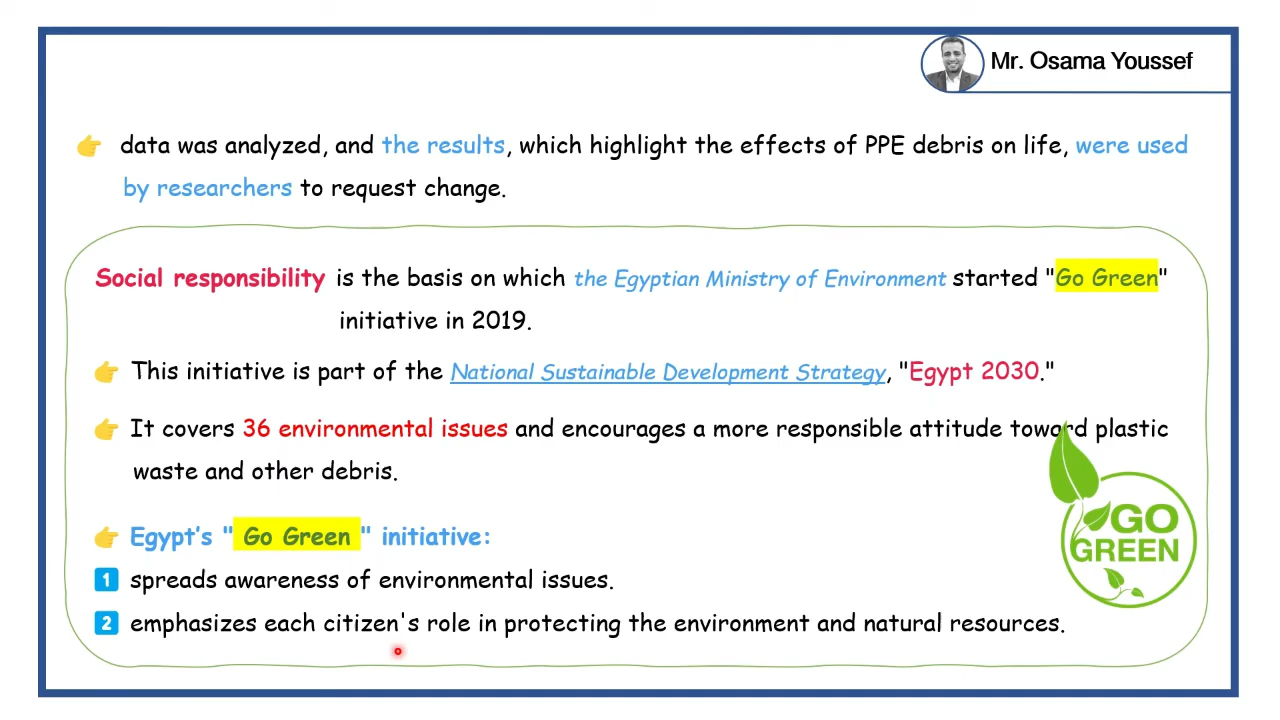 Mr. Osama Youssef
👉 data was analyzed, and the results, which highlight the effects of PPE debris on life, were used
by researchers to request change.
Social responsibility is the basis on which the Egyptian Ministry of Environment started "Go Green"
initiative in 2019.
👉 This initiative is part of the National Sustainable Development Strategy, "Egypt 2030."
👉 It covers 36 environmental issues and encourages a more responsible attitude toward plastic
waste and other debris.
👉 Egypt’s " Go Green " initiative:
1 spreads awareness of environmental issues.
2 emphasizes each citizen's role in protecting the environment and natural resources.
GO
GREEN